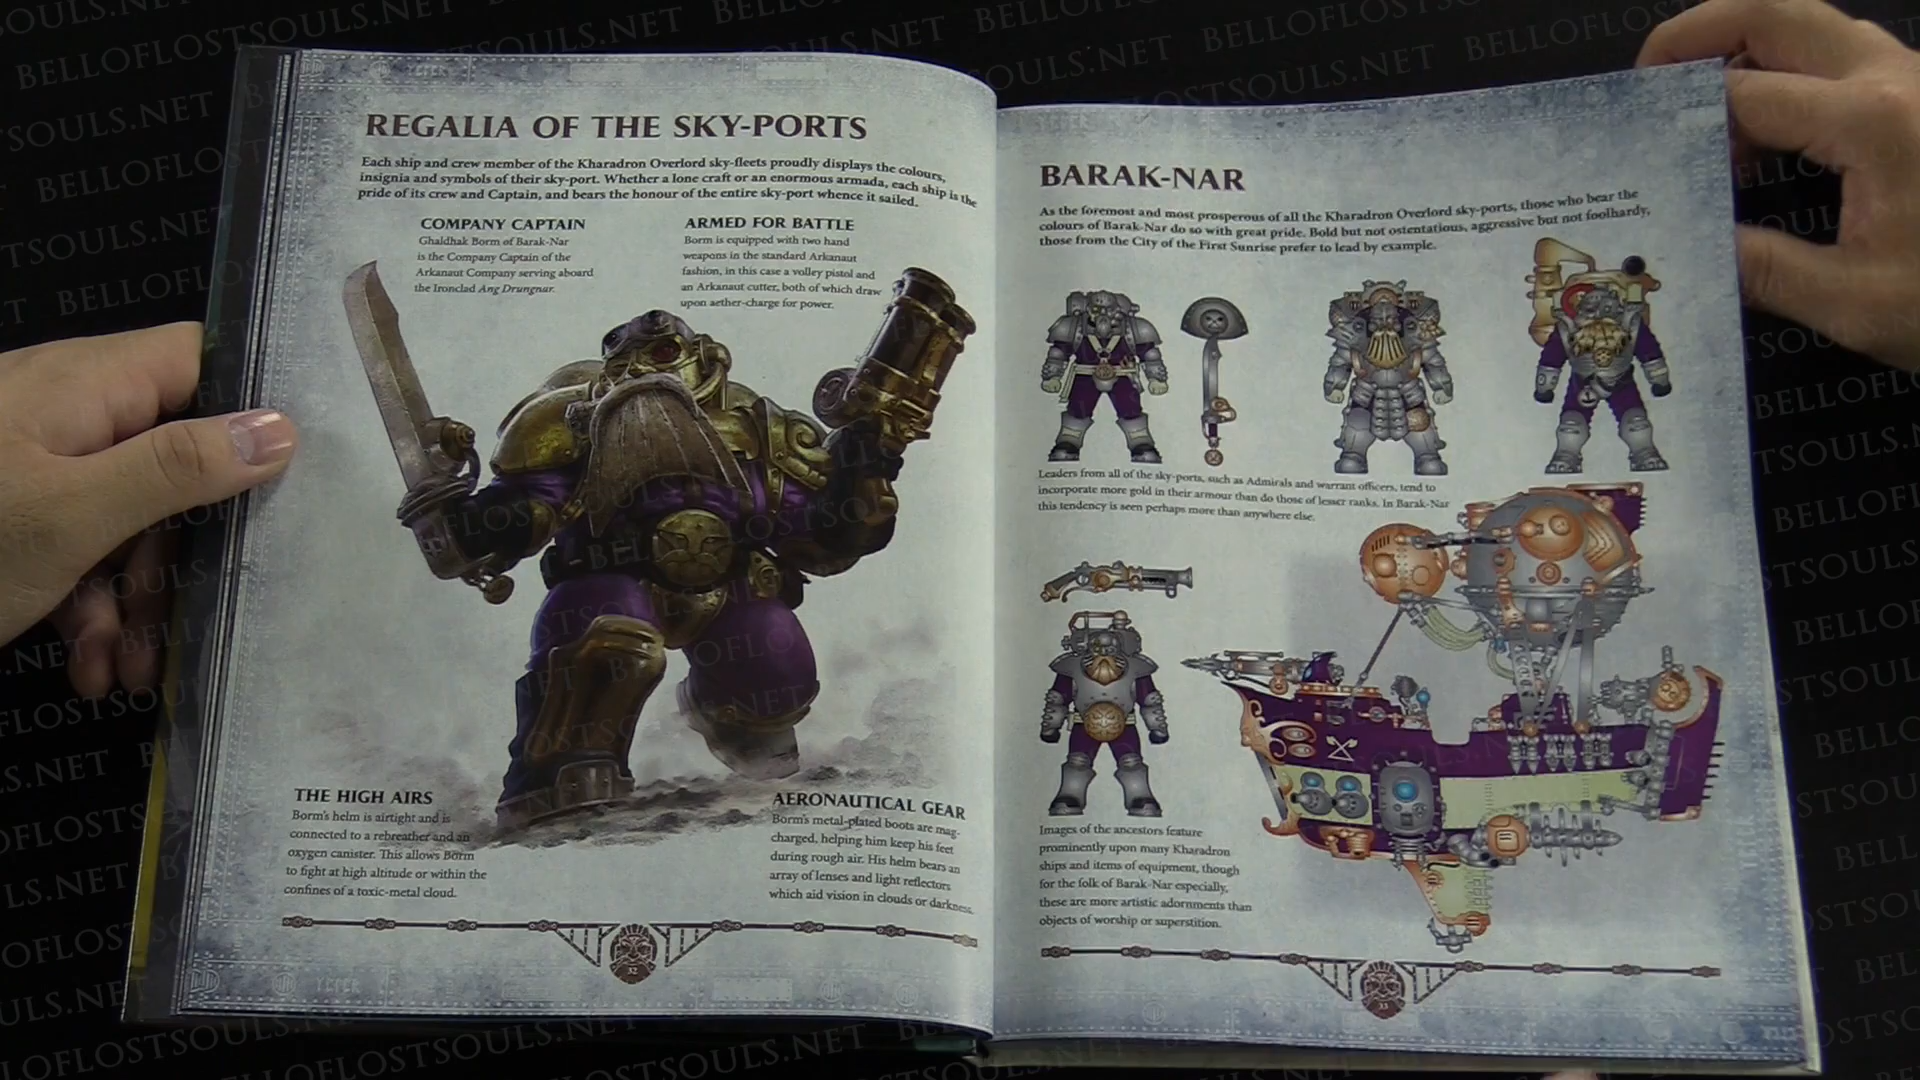 REGALIA OF THE SKY-PORTS
Each ship and crew member of the Kharadron Overlord sky-fleets proudly displays the colours,
insignia and symbols of their sky-port. Whether a lone craft or an enormous armada, each ship is the
pride of its crew and Captain, and bears the honour of the entire sky-port whence it sailed.
COMPANY CAPTAIN
Ghaldhak Borm of Barak-Nar
is the Company Captain of the
Arkanaut Company serving aboard
the Ironclad Ang Drungnar.
ARMED FOR BATTLE
Borm is equipped with two hand
weapons in the standard Arkanaut
fashion, in this case a volley pistol and
an Arkanaut cutter, both of which draw
upon aether-charge for power.
THE HIGH AIRS
Borm's helm is airtight and is
connected to a rebreather and an
oxygen canister. This allows Borm
to fight at high altitude or within the
confines of a toxic-metal cloud.
AERONAUTICAL GEAR
Borm's metal-plated boots are mag-
charged, helping him keep his feet
during rough air. His helm bears an
array of lenses and light reflectors
which aid vision in clouds or darkness.
32
BARAK-NAR
As the foremost and most prosperous of all the Kharadron Overlord sky-ports, those who bear the
colours of Barak-Nar do so with great pride. Bold but not ostentatious, aggressive but not foolhardy,
those from the City of the First Sunrise prefer to lead by example.
Leaders from all of the sky-ports, such as Admirals and warrant officers, tend to
incorporate more gold in their armour than do those of lesser ranks. In Barak-Nar
this tendency is seen perhaps more than anywhere else.
Images of the ancestors feature
prominently upon many Kharadron
ships and items of equipment, though
for the folk of Barak-Nar especially,
these are more artistic adornments than
objects of worship or superstition.
33
BELLOFLOSTSOULS.NET